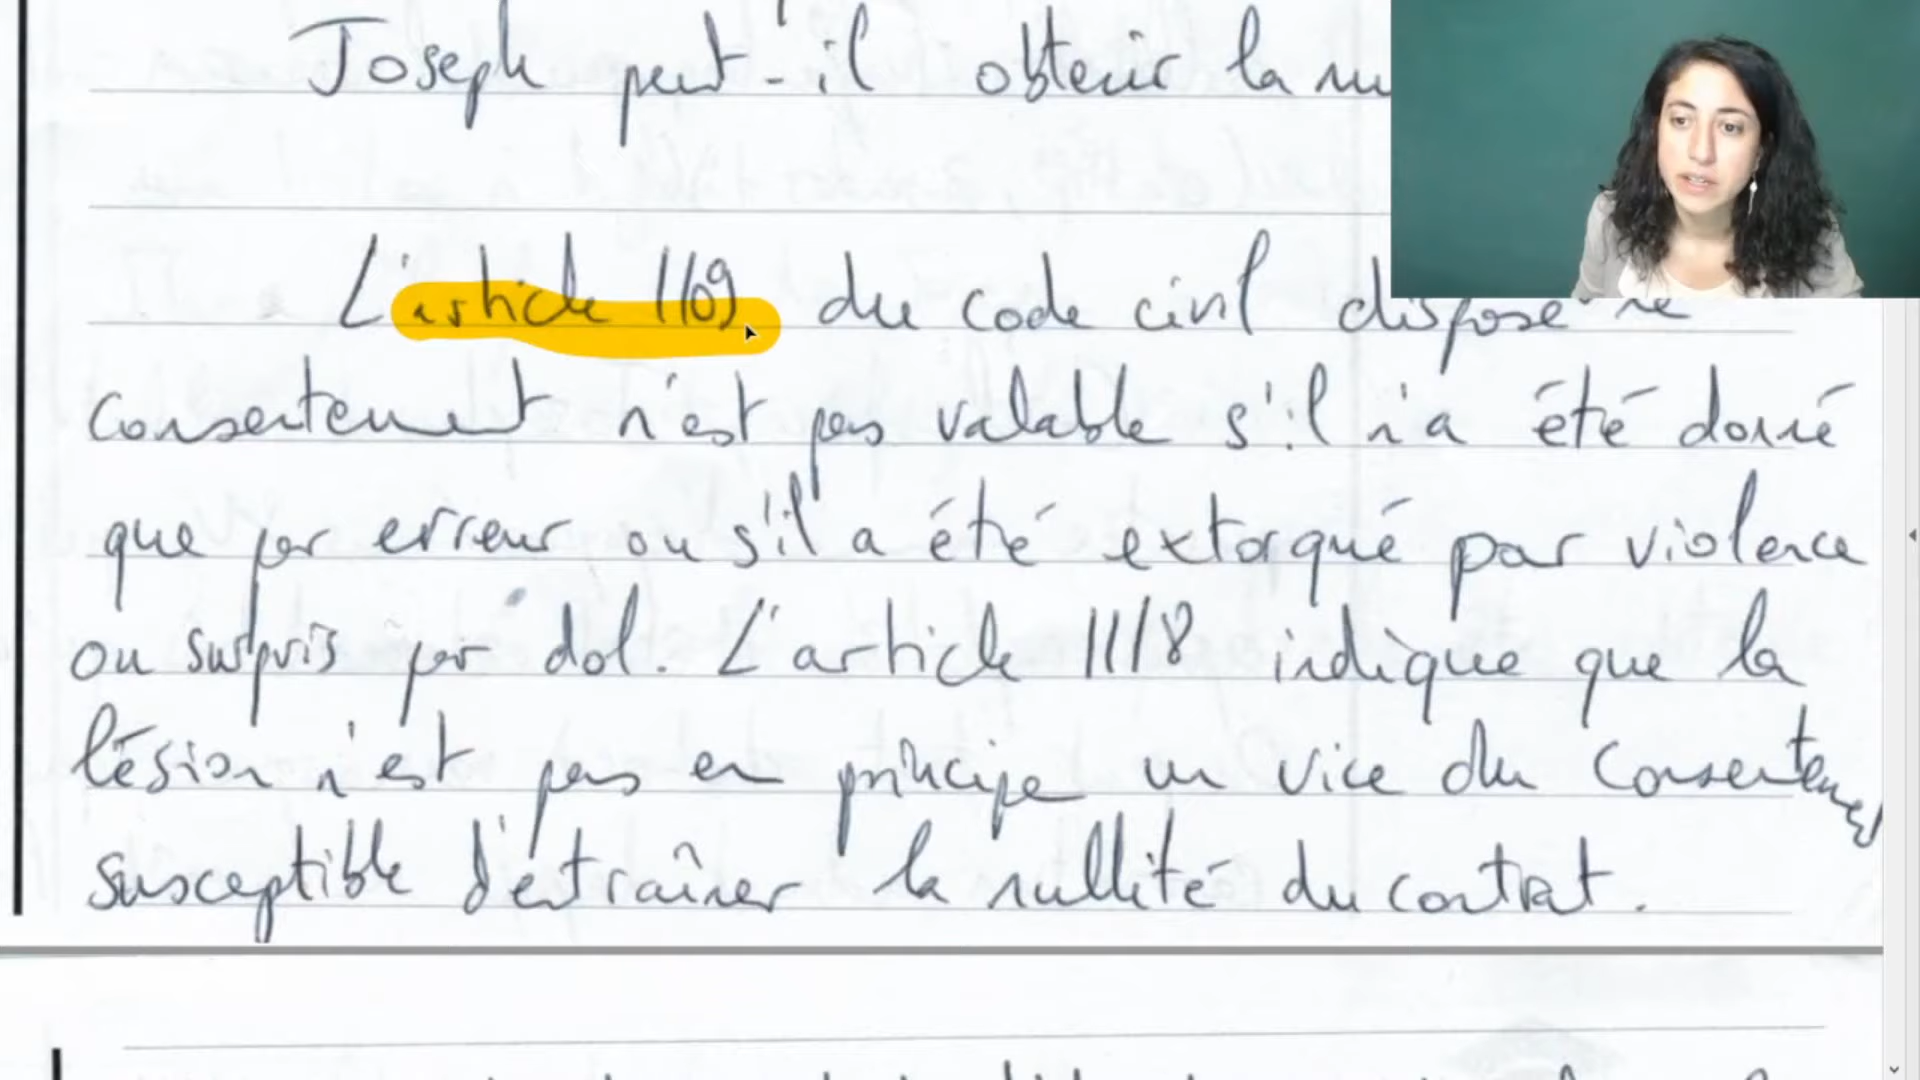 Joseph peut-il obtenir la nu
L'article 1109 du code civil dispose
consentement n'est pas valable s'il n'a été donné
que par erreur ou s'il a été extorqué par violence
ou surpris par dol. L'article 1118 indique que la
lésion n'est pas en principe un vice du consentement
susceptible d'entraîner la nullité du contrat.